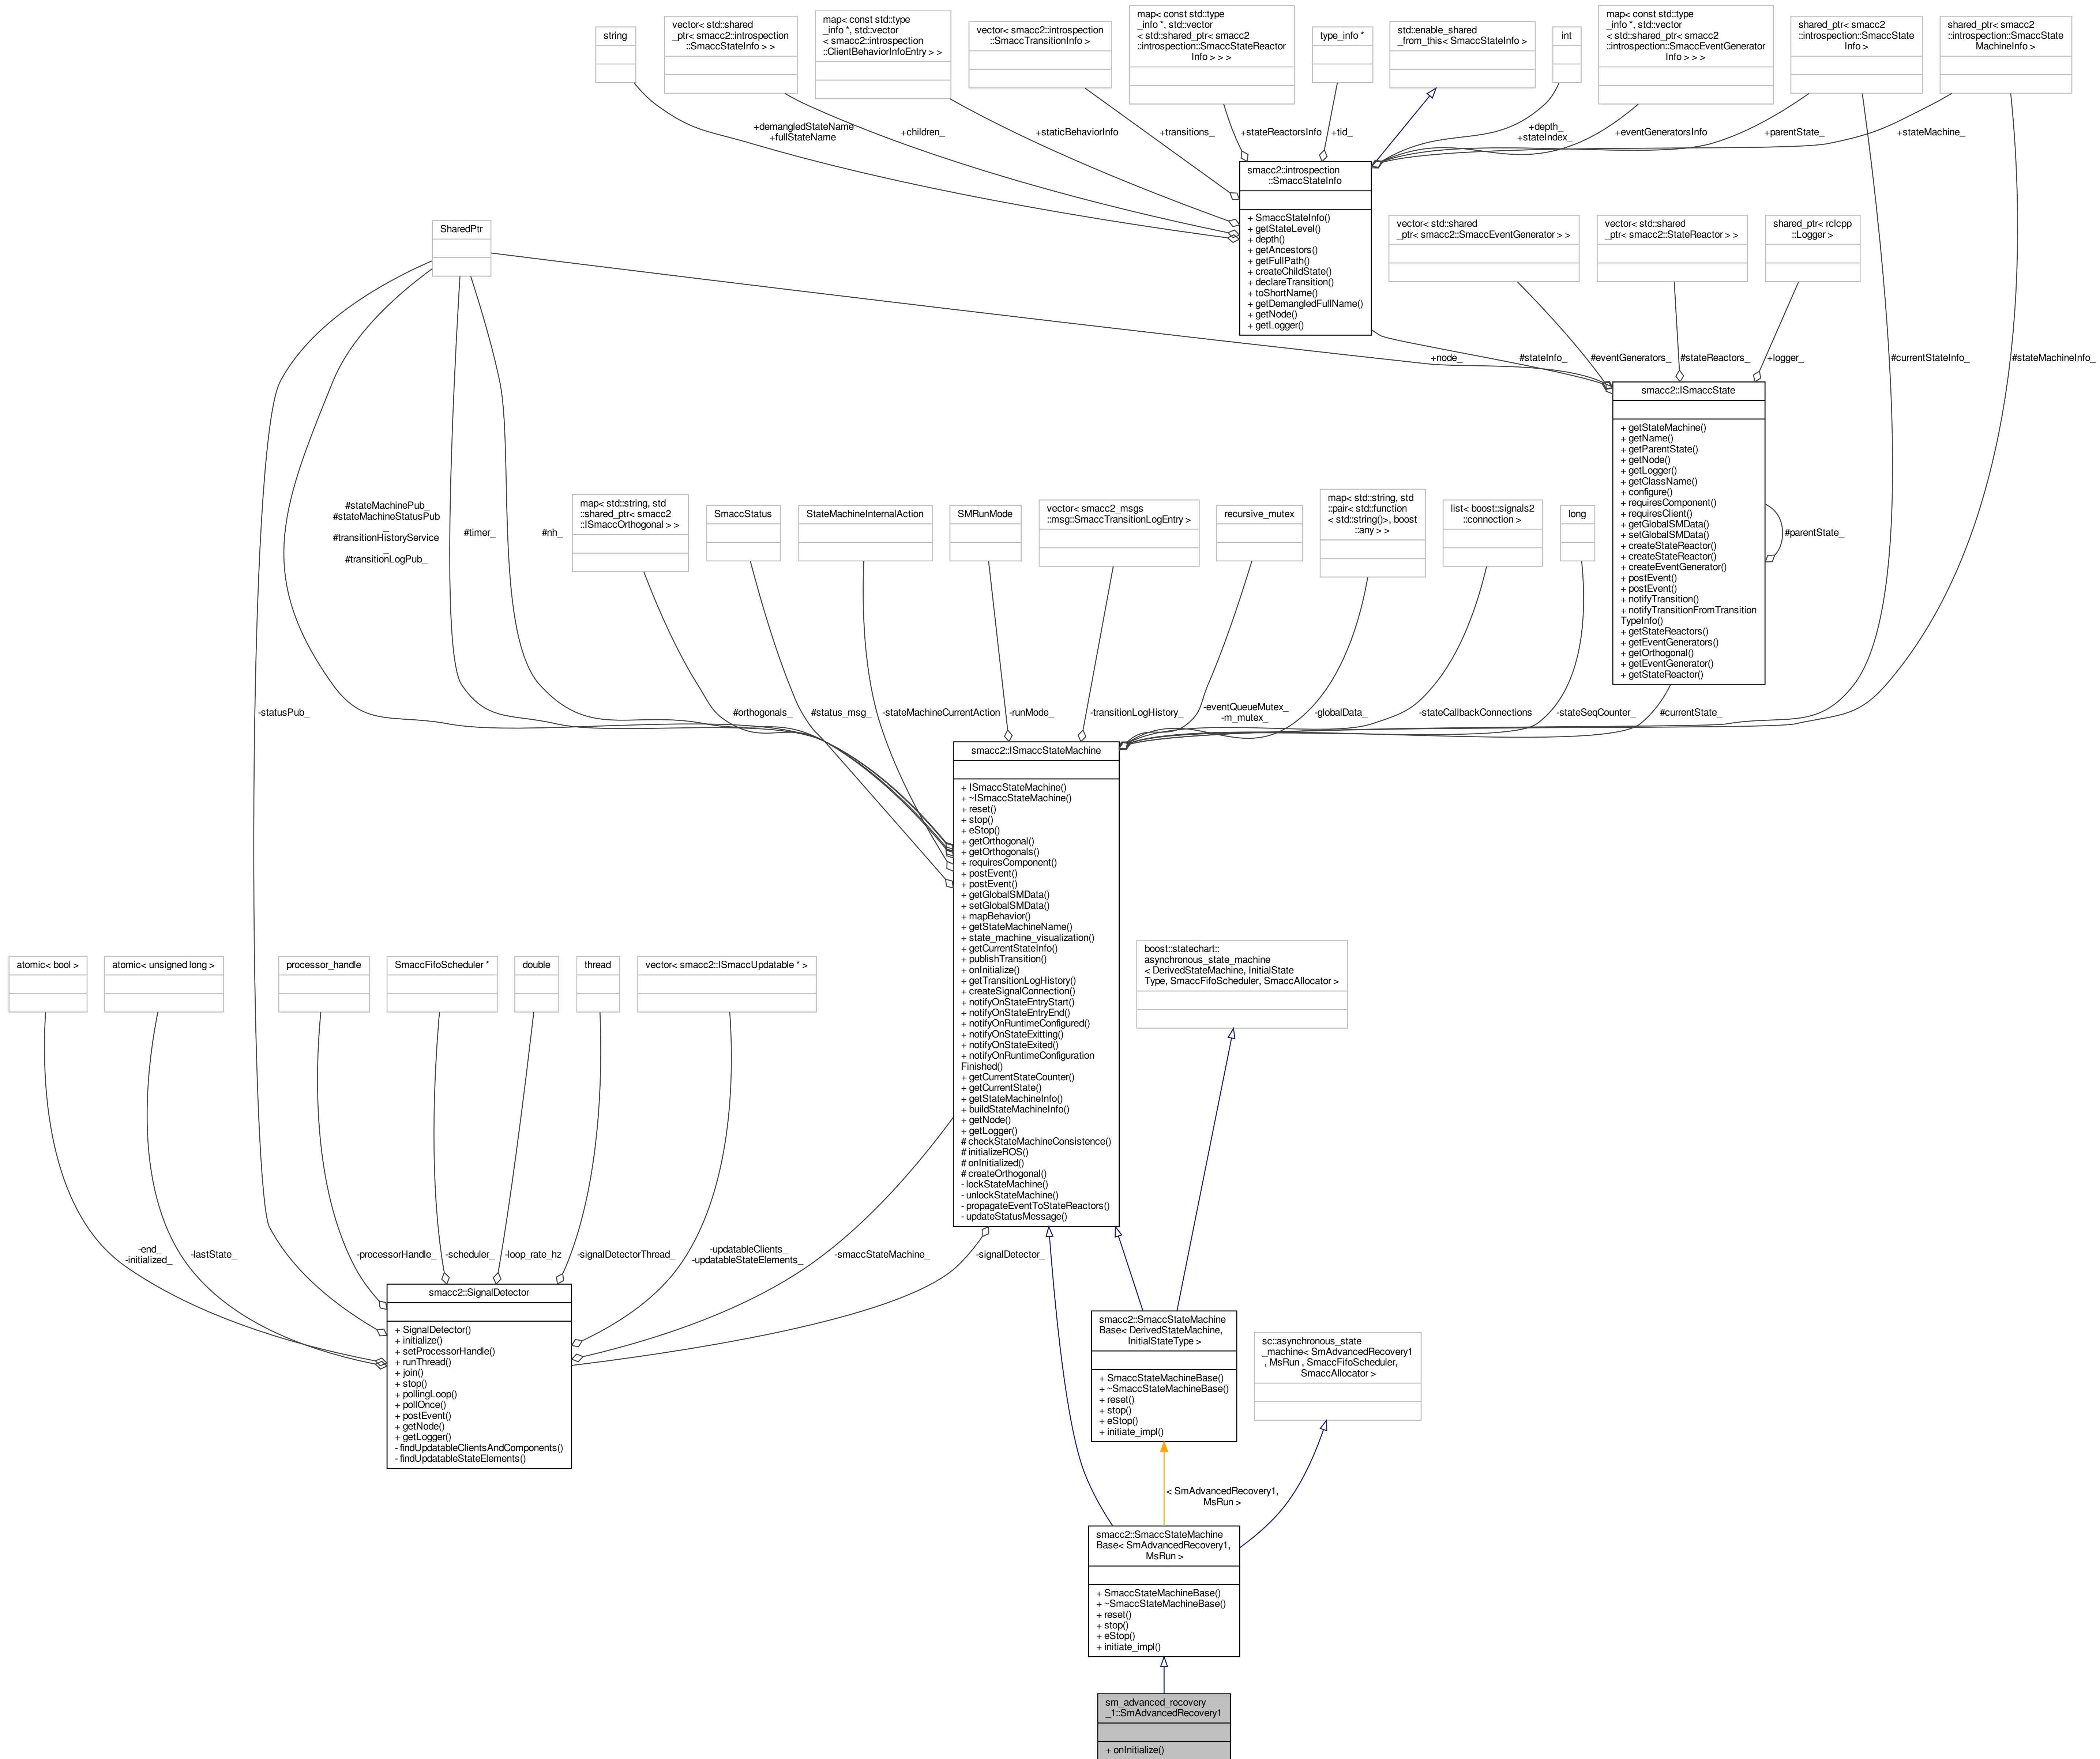 string
vector< std::shared
_ptr< smacc2::introspection
::SmaccStateInfo > >
map< const std::type
_info *, std::vector
< smacc2::introspection
::ClientBehaviorInfoEntry > >
vector< smacc2::introspection
::SmaccTransitionInfo >
map< const std::type
_info *, std::vector
< std::shared_ptr< smacc2
::introspection::SmaccStateReactor
Info > > >
type_info *
std::enable_shared
_from_this< SmaccStateInfo >
int
map< const std::type
_info *, std::vector
< std::shared_ptr< smacc2
::introspection::SmaccEventGenerator
Info > > >
shared_ptr< smacc2
::introspection::SmaccState
Info >
shared_ptr< smacc2
::introspection::SmaccState
MachineInfo >
+demangledStateName
+fullStateName
+children_
+staticBehaviorInfo
+transitions_
+stateReactorsInfo
+tid_
+depth_
+stateIndex_
+eventGeneratorsInfo
+parentState_
+stateMachine_
smacc2::introspection
::SmaccStateInfo
+ SmaccStateInfo()
+ getStateLevel()
+ depth()
+ getAncestors()
+ getFullPath()
+ createChildState()
+ declareTransition()
+ toShortName()
+ getDemangledFullName()
+ getNode()
+ getLogger()
SharedPtr
vector< std::shared
_ptr< smacc2::SmaccEventGenerator > >
vector< std::shared
_ptr< smacc2::StateReactor > >
shared_ptr< rclcpp
::Logger >
+node_
#stateInfo_
#eventGenerators_
#stateReactors_
+logger_
#currentStateInfo_
#stateMachineInfo_
smacc2::ISmaccState
+ getStateMachine()
+ getName()
+ getParentState()
+ getNode()
+ getLogger()
+ getClassName()
+ configure()
+ requiresComponent()
+ requiresClient()
+ getGlobalSMData()
+ setGlobalSMData()
+ createStateReactor()
+ createStateReactor()
+ createEventGenerator()
+ postEvent()
+ postEvent()
+ notifyTransition()
+ notifyTransitionFromTransition
TypeInfo()
+ getStateReactors()
+ getEventGenerators()
+ getOrthogonal()
+ getEventGenerator()
+ getStateReactor()
#parentState_
#stateMachinePub_
#stateMachineStatusPub
_
#transitionHistoryService
_
#transitionLogPub_
#timer_
#nh_
map< std::string, std
::shared_ptr< smacc2
::ISmaccOrthogonal > >
SmaccStatus
StateMachineInternalAction
SMRunMode
vector< smacc2_msgs
::msg::SmaccTransitionLogEntry >
recursive_mutex
map< std::string, std
::pair< std::function
< std::string()>, boost
::any > >
list< boost::signals2
::connection >
long
-statusPub_
#orthogonals_
#status_msg_
-stateMachineCurrentAction
-runMode_
-transitionLogHistory_
-eventQueueMutex_
-m_mutex_
-globalData_
-stateCallbackConnections
-stateSeqCounter_
#currentState_
smacc2::ISmaccStateMachine
+ ISmaccStateMachine()
+ ~ISmaccStateMachine()
+ reset()
+ stop()
+ eStop()
+ getOrthogonal()
+ getOrthogonals()
+ requiresComponent()
+ postEvent()
+ postEvent()
+ getGlobalSMData()
+ setGlobalSMData()
+ mapBehavior()
+ getStateMachineName()
+ state_machine_visualization()
+ getCurrentStateInfo()
+ publishTransition()
+ onInitialize()
+ getTransitionLogHistory()
+ createSignalConnection()
+ notifyOnStateEntryStart()
+ notifyOnStateEntryEnd()
+ notifyOnRuntimeConfigured()
+ notifyOnStateExitting()
+ notifyOnStateExited()
+ notifyOnRuntimeConfiguration
Finished()
+ getCurrentStateCounter()
+ getCurrentState()
+ getStateMachineInfo()
+ buildStateMachineInfo()
+ getNode()
+ getLogger()
# checkStateMachineConsistence()
# initializeROS()
# onInitialized()
# createOrthogonal()
- lockStateMachine()
- unlockStateMachine()
- propagateEventToStateReactors()
- updateStatusMessage()
atomic< bool >
atomic< unsigned long >
processor_handle
SmaccFifoScheduler *
double
thread
vector< smacc2::ISmaccUpdatable * >
boost::statechart::
asynchronous_state_machine
< DerivedStateMachine, InitialState
Type, SmaccFifoScheduler, SmaccAllocator >
-end_
-initialized_
-lastState_
-processorHandle_
-scheduler_
-loop_rate_hz
-signalDetectorThread_
-updatableClients_
-updatableStateElements_
-smaccStateMachine_
-signalDetector_
smacc2::SignalDetector
+ SignalDetector()
+ initialize()
+ setProcessorHandle()
+ runThread()
+ join()
+ stop()
+ pollingLoop()
+ pollOnce()
+ postEvent()
+ getNode()
+ getLogger()
- findUpdatableClientsAndComponents()
- findUpdatableStateElements()
smacc2::SmaccStateMachine
Base< DerivedStateMachine,
InitialStateType >
+ SmaccStateMachineBase()
+ ~SmaccStateMachineBase()
+ reset()
+ stop()
+ eStop()
+ initiate_impl()
sc::asynchronous_state
_machine< SmAdvancedRecovery1
, MsRun , SmaccFifoScheduler,
SmaccAllocator >
< SmAdvancedRecovery1,
MsRun >
smacc2::SmaccStateMachine
Base< SmAdvancedRecovery1,
MsRun >
+ SmaccStateMachineBase()
+ ~SmaccStateMachineBase()
+ reset()
+ stop()
+ eStop()
+ initiate_impl()
sm_advanced_recovery
_1::SmAdvancedRecovery1
+ onInitialize()